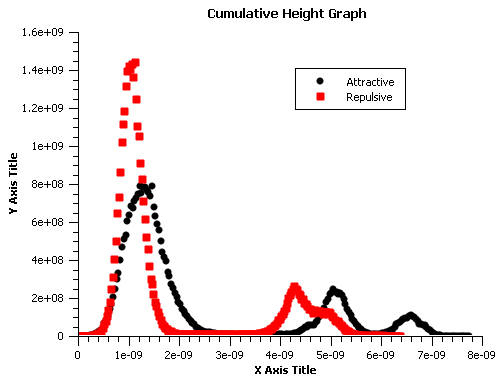 Cumulative Height Graph
1.6e+09
1.4e+09
1.2e+09
1e+09
8e+08
6e+08
4e+08
2e+08
0
Y Axis Title
Attractive
Repulsive
0 1e-09 2e-09 3e-09 4e-09 5e-09 6e-09 7e-09 8e-09
X Axis Title